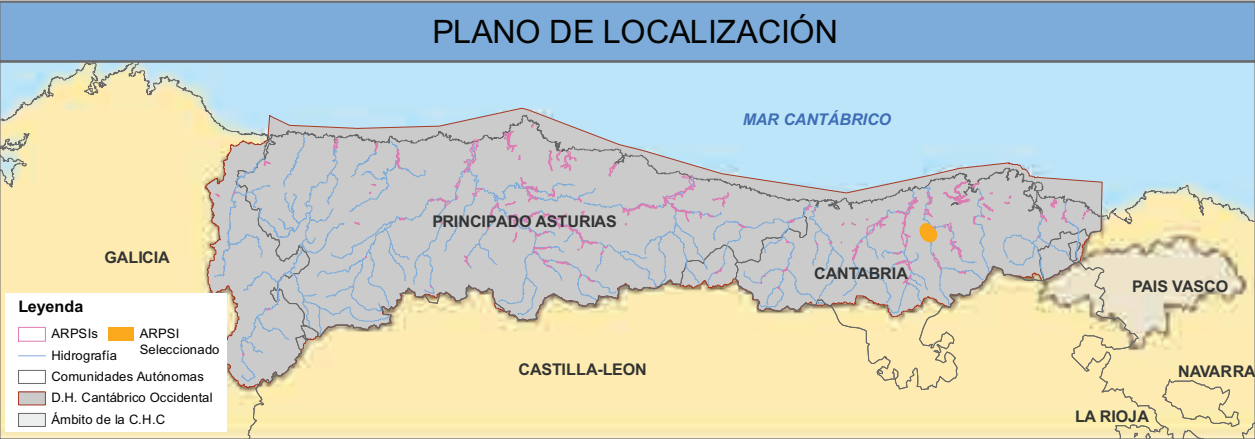 PLANO DE LOCALIZACIÓN
MAR CANTÁBRICO
PRINCIPADO ASTURIAS
GALICIA
CANTABRIA
PAIS VASCO
CASTILLA-LEON
NAVARRA
LA RIOJA
Leyenda
ARPSIs
ARPSI
Seleccionado
Hidrografía
Comunidades Autónomas
D.H. Cantábrico Occidental
Ámbito de la C.H.C